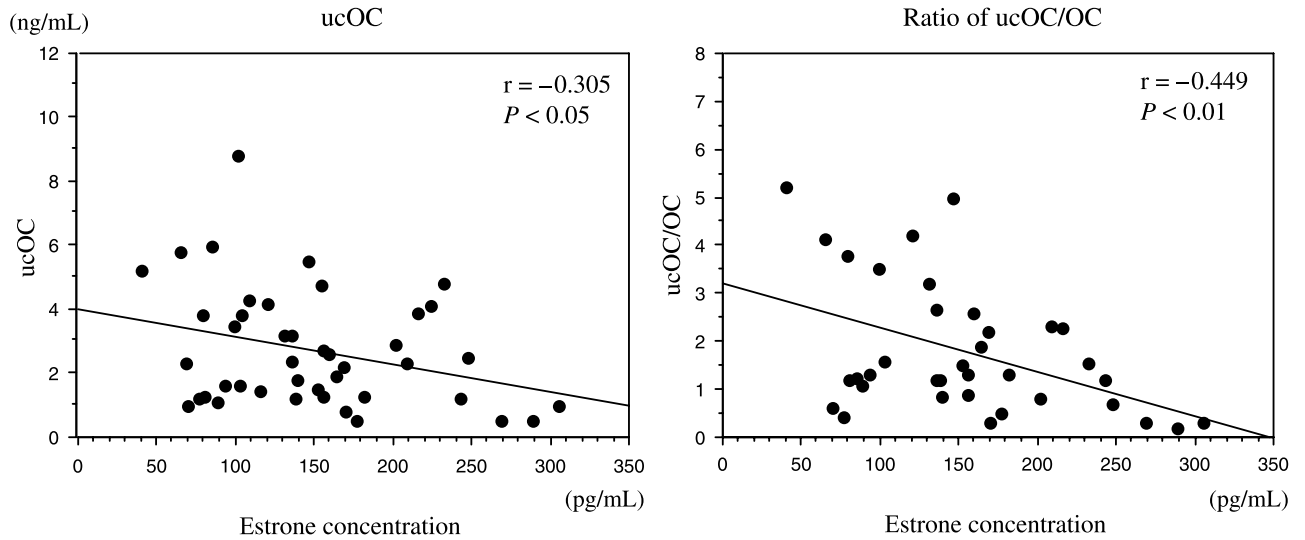 (ng/mL)
ucOC
12
10
8
6
4
2
0
ucOC
r = −0.305
P < 0.05
0 50 100 150 200 250 300 350
(pg/mL)
Estrone concentration
Ratio of ucOC/OC
8
7
6
5
4
3
2
1
0
ucOC/OC
r = −0.449
P < 0.01
0 50 100 150 200 250 300 350
(pg/mL)
Estrone concentration